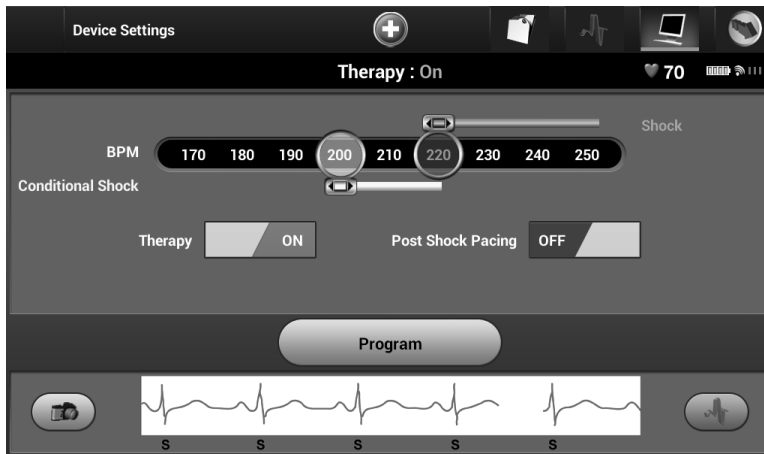 Device Settings
Therapy : On
70
Shock
BPM 170 180 190 200 210 220 230 240 250
Conditional Shock
Therapy ON Post Shock Pacing OFF
Program
S S S S S